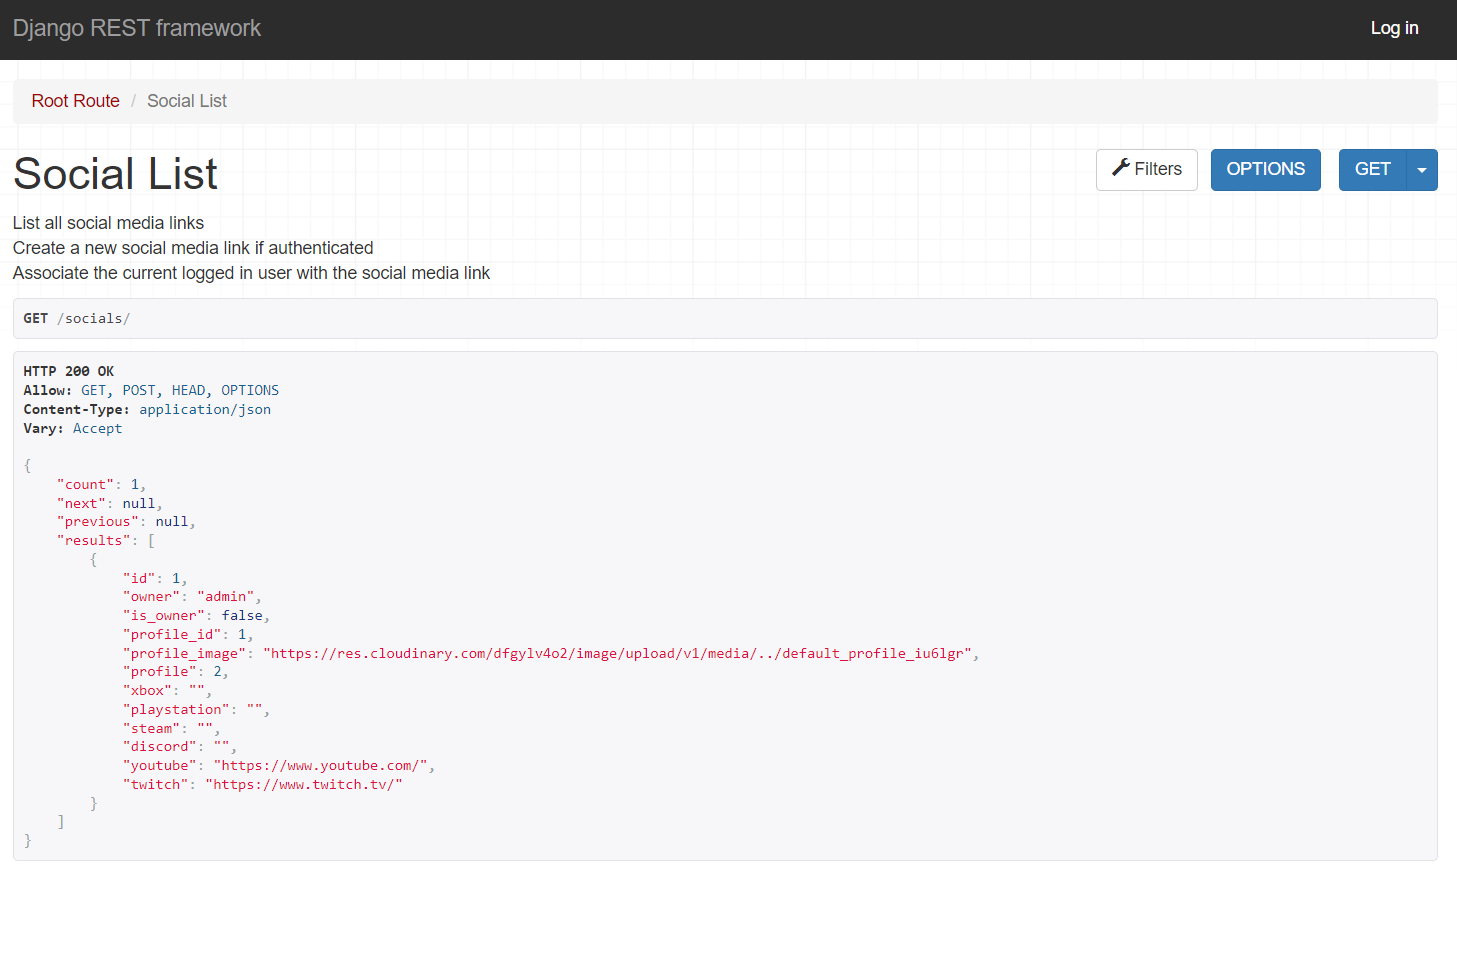 Django REST framework
Log in
Root Route / Social List
Social List
Filters
OPTIONS
GET
List all social media links
Create a new social media link if authenticated
Associate the current logged in user with the social media link
GET /socials/
HTTP 200 OK
Allow: GET, POST, HEAD, OPTIONS
Content-Type: application/json
Vary: Accept
{
    "count": 1,
    "next": null,
    "previous": null,
    "results": [
        {
            "id": 1,
            "owner": "admin",
            "is_owner": false,
            "profile_id": 1,
            "profile_image": "https://res.cloudinary.com/dfgylv4o2/image/upload/v1/media/../default_profile_iu6lgr",
            "profile": 2,
            "xbox": "",
            "playstation": "",
            "steam": "",
            "discord": "",
            "youtube": "https://www.youtube.com/",
            "twitch": "https://www.twitch.tv/"
        }
    ]
}